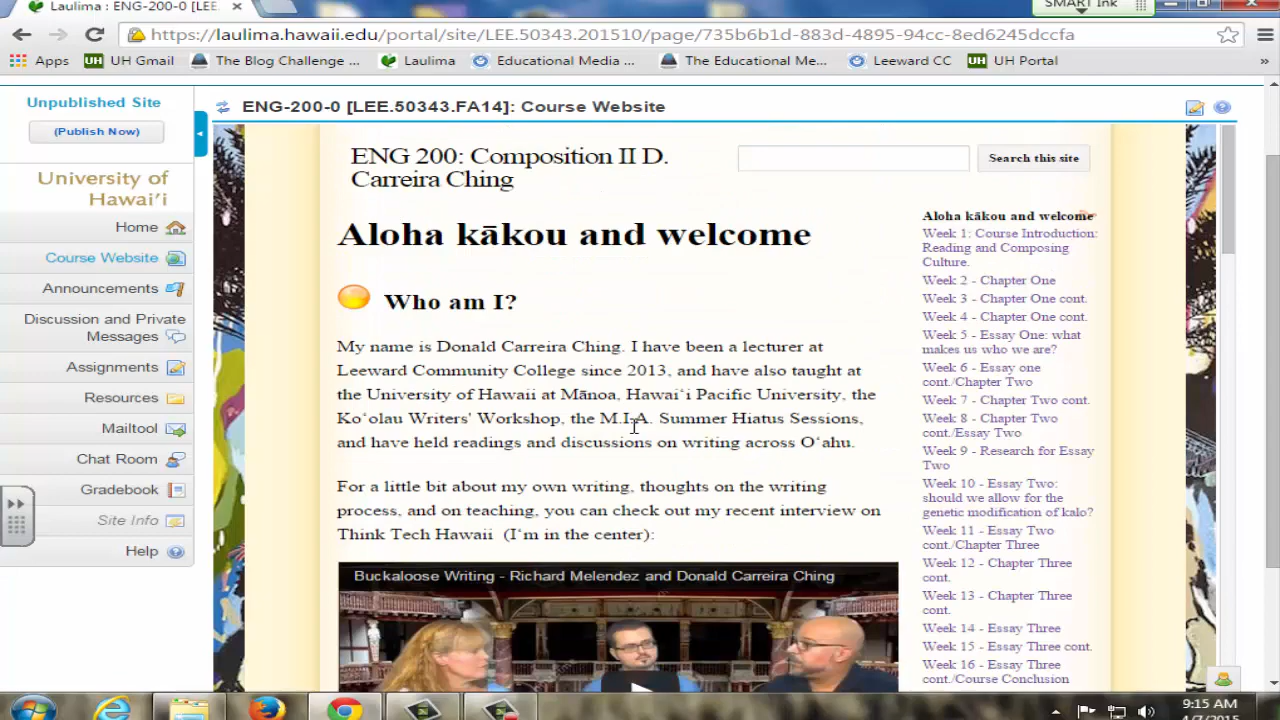 Laulima : ENG-200-0 [LEE
SMART Ink
https://laulima.hawaii.edu/portal/site/LEE.50343.201510/page/735b6b1d-883d-4895-94cc-8ed6245dccfa
Apps UH Gmail The Blog Challenge ... Laulima Educational Media ... The Educational Me... Leeward CC UH Portal »
Unpublished Site
(Publish Now)
University of
Hawai'i
Home
Course Website
Announcements
Discussion and Private
Messages
Assignments
Resources
Mailtool
Chat Room
Gradebook
Site Info
Help
ENG-200-0 [LEE.50343.FA14]: Course Website
ENG 200: Composition II D.
Carreira Ching
Search this site
Aloha kākou and welcome
Who am I?
My name is Donald Carreira Ching. I have been a lecturer at
Leeward Community College since 2013, and have also taught at
the University of Hawaii at Mānoa, Hawaiʻi Pacific University, the
Koʻolau Writers' Workshop, the M.I.A. Summer Hiatus Sessions,
and have held readings and discussions on writing across Oʻahu.
For a little bit about my own writing, thoughts on the writing
process, and on teaching, you can check out my recent interview on
Think Tech Hawaii (I'm in the center):
Buckaloose Writing - Richard Melendez and Donald Carreira Ching
Aloha kākou and welcome
Week 1: Course Introduction:
Reading and Composing
Culture.
Week 2 - Chapter One
Week 3 - Chapter One cont.
Week 4 - Chapter One cont.
Week 5 - Essay One: what
makes us who we are?
Week 6 - Essay one
cont./Chapter Two
Week 7 - Chapter Two cont.
Week 8 - Chapter Two
cont./Essay Two
Week 9 - Research for Essay
Two
Week 10 - Essay Two:
should we allow for the
genetic modification of kalo?
Week 11 - Essay Two
cont./Chapter Three
Week 12 - Chapter Three
cont.
Week 13 - Chapter Three
cont.
Week 14 - Essay Three
Week 15 - Essay Three cont.
Week 16 - Essay Three
cont./Course Conclusion
9:15 AM
4/7/2015